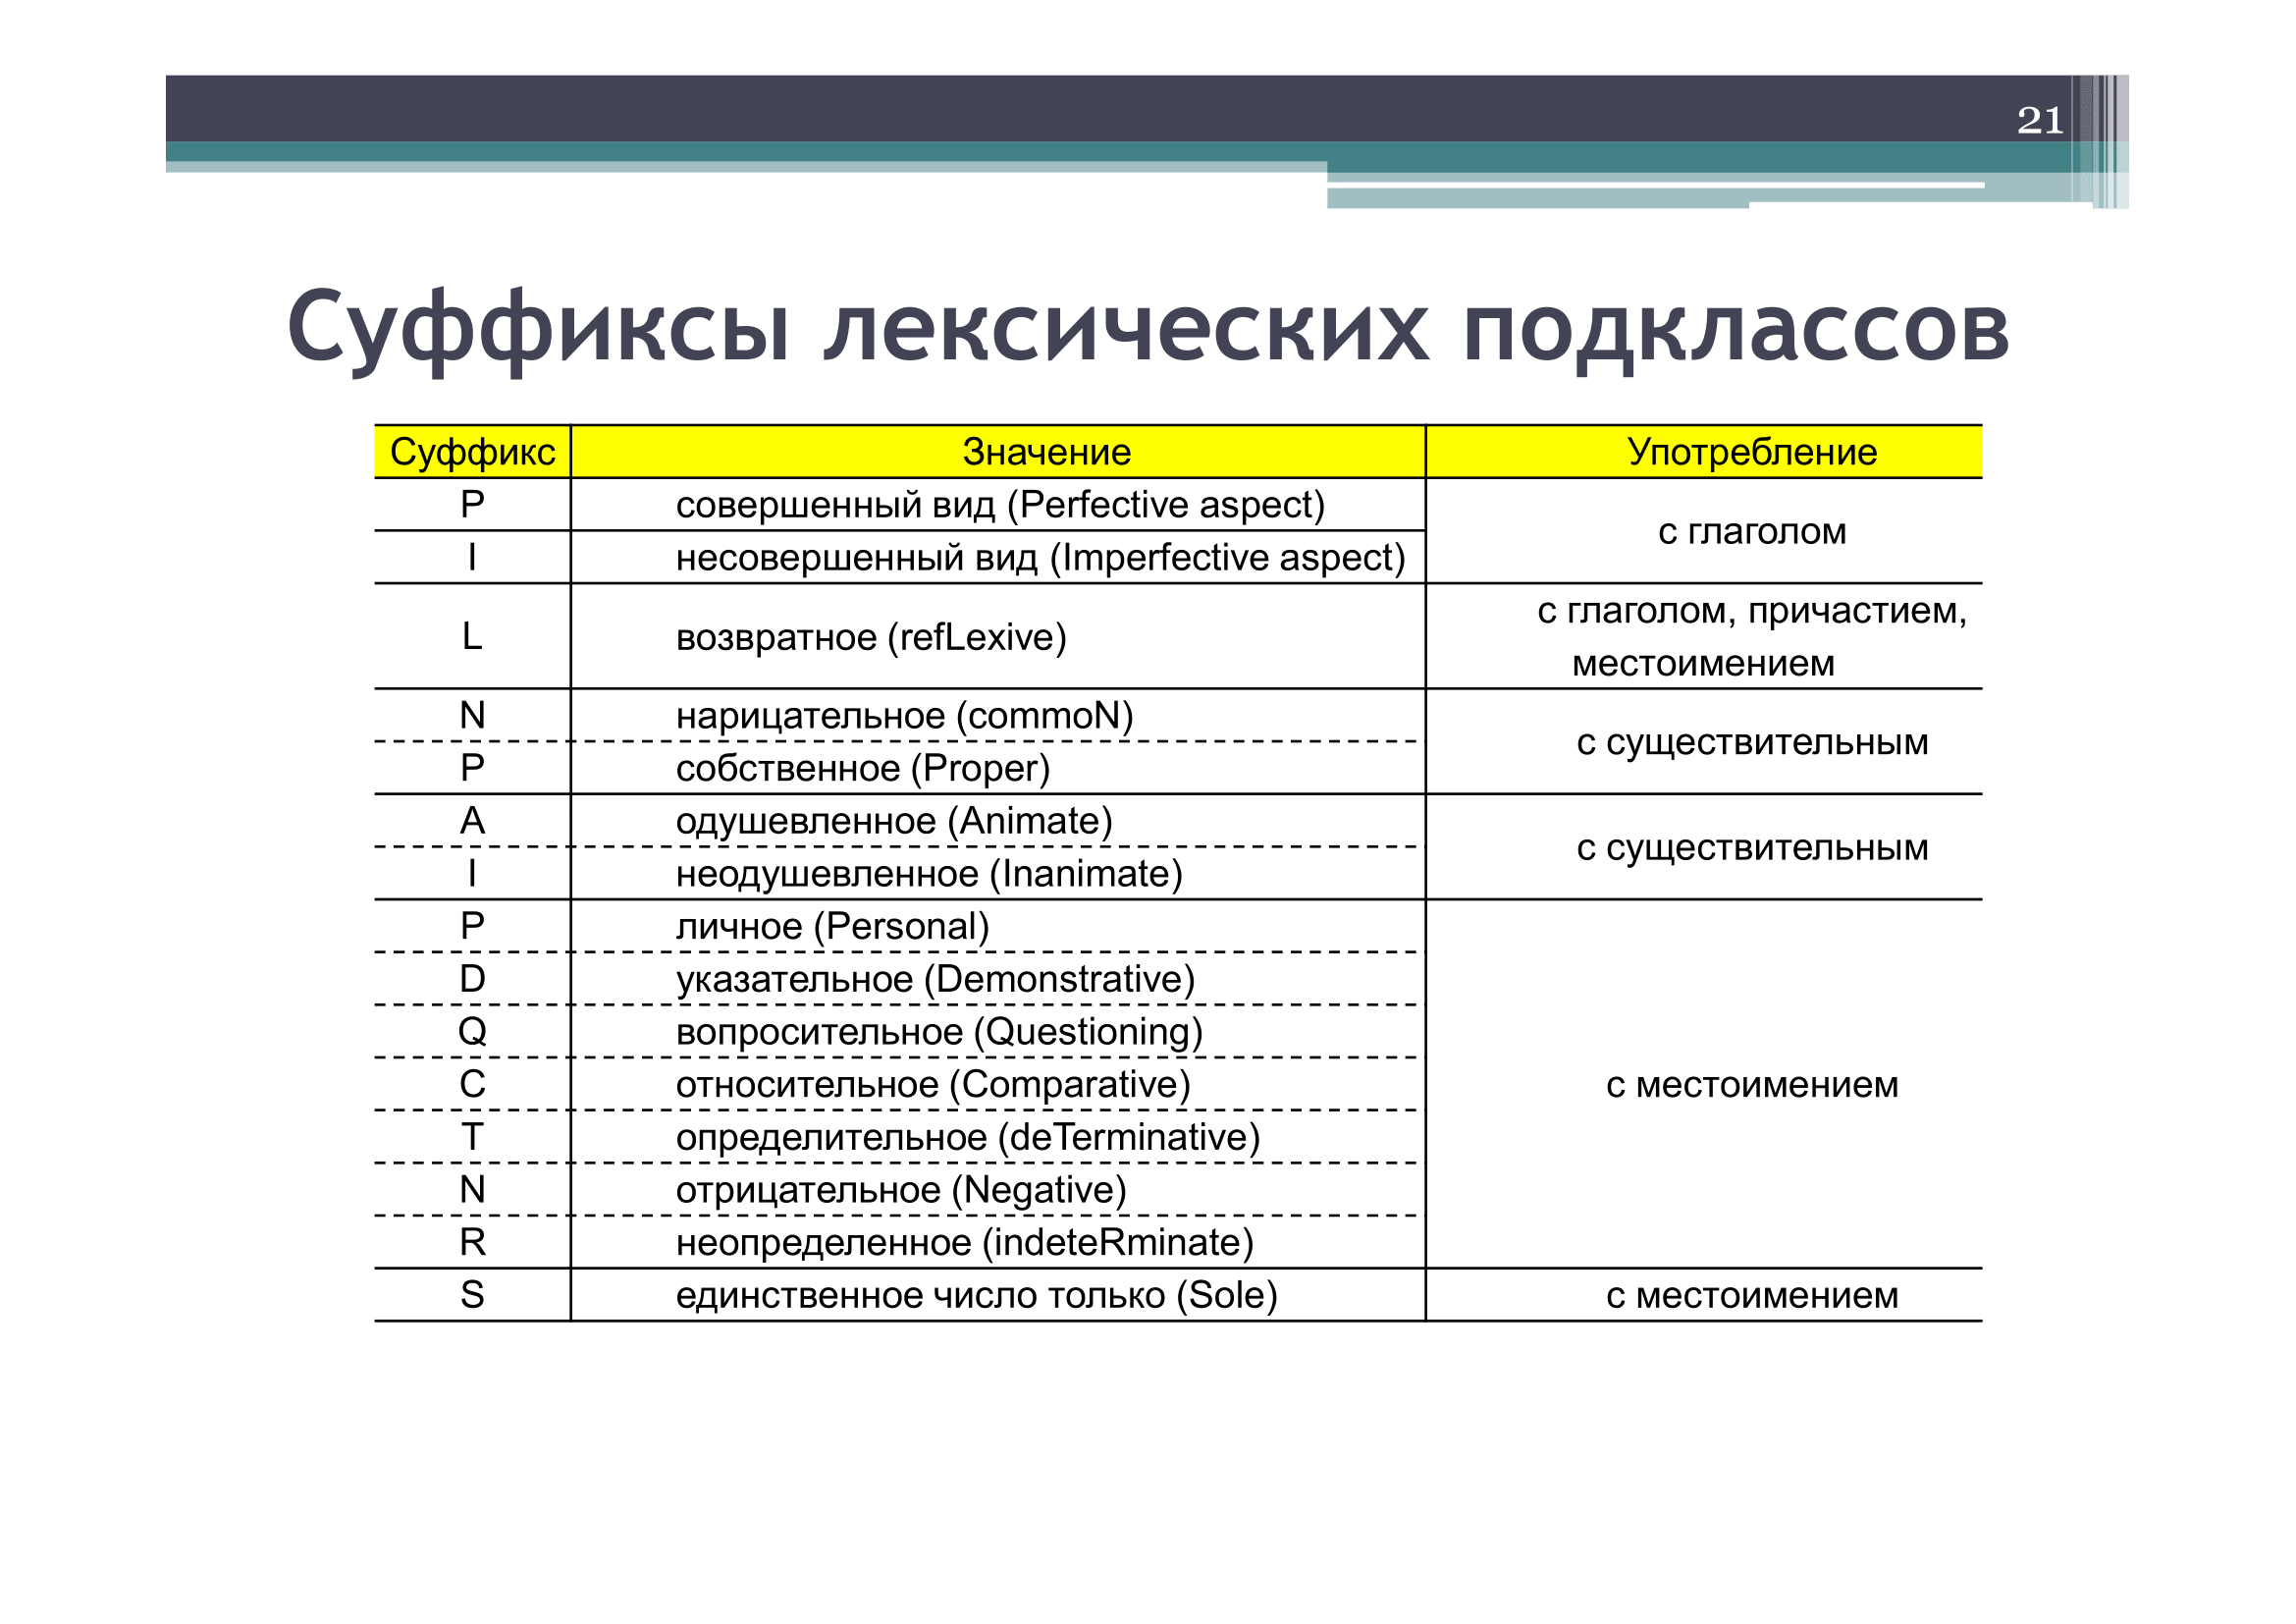 21
Суффиксы лексических подклассов
Суффикс Значение Употребление
P совершенный вид (Perfective aspect)
с глаголом
I несовершенный вид (Imperfective aspect)
L возвратное (refLexive) с глаголом, причастием,
местоимением
N нарицательное (commoN)
с существительным
P собственное (Proper)
A одушевленное (Animate)
с существительным
I неодушевленное (Inanimate)
P личное (Personal)
D указательное (Demonstrative)
Q вопросительное (Questioning)
C относительное (Comparative) с местоимением
T определительное (deTerminative)
N отрицательное (Negative)
R неопределенное (indeteRminate)
S единственное число только (Sole) с местоимением